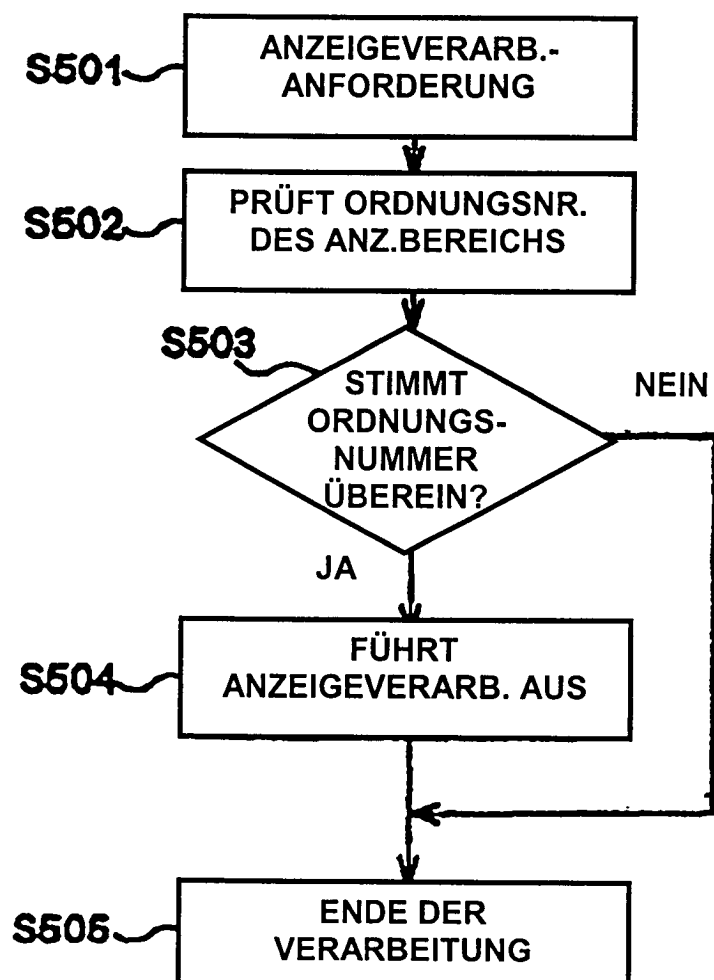 S501
ANZEIGEVERARB.-
ANFORDERUNG
S502
PRÜFT ORDNUNGSNR.
DES ANZ.BEREICHS
S503
STIMMT
ORDNUNGS-
NUMMER
ÜBEREIN?
NEIN
JA
S504
FÜHRT
ANZEIGEVERARB. AUS
S505
ENDE DER
VERARBEITUNG